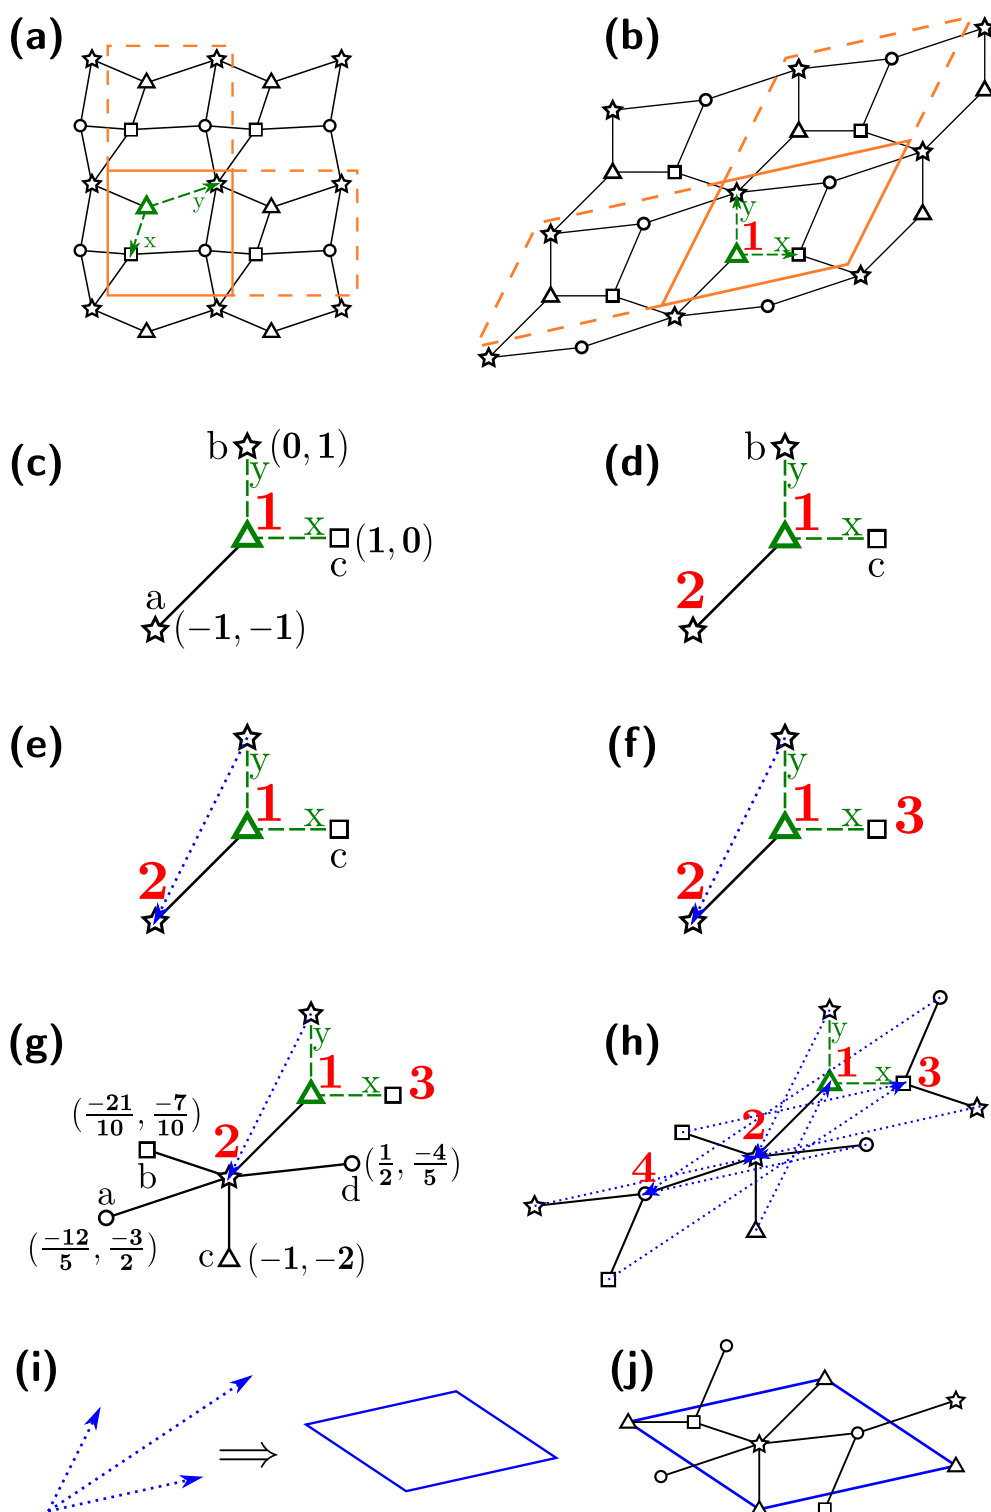 (a)
(b)
y
x
y
1
x
(c)
b (0, 1)
y
1
x
(1, 0)
c
a
(−1, −1)
(d)
b
y
1
x
c
2
a
(e)
y
1
x
c
2
(f)
y
1
x
3
2
(g)
y
1
x
3
(−21/10, −7/10)
2
b
a
d
(1/2, −4/5)
(−12/5, −3/2)
c
(−1, −2)
(h)
y
1
x
3
2
4
(i)
⟹
(j)